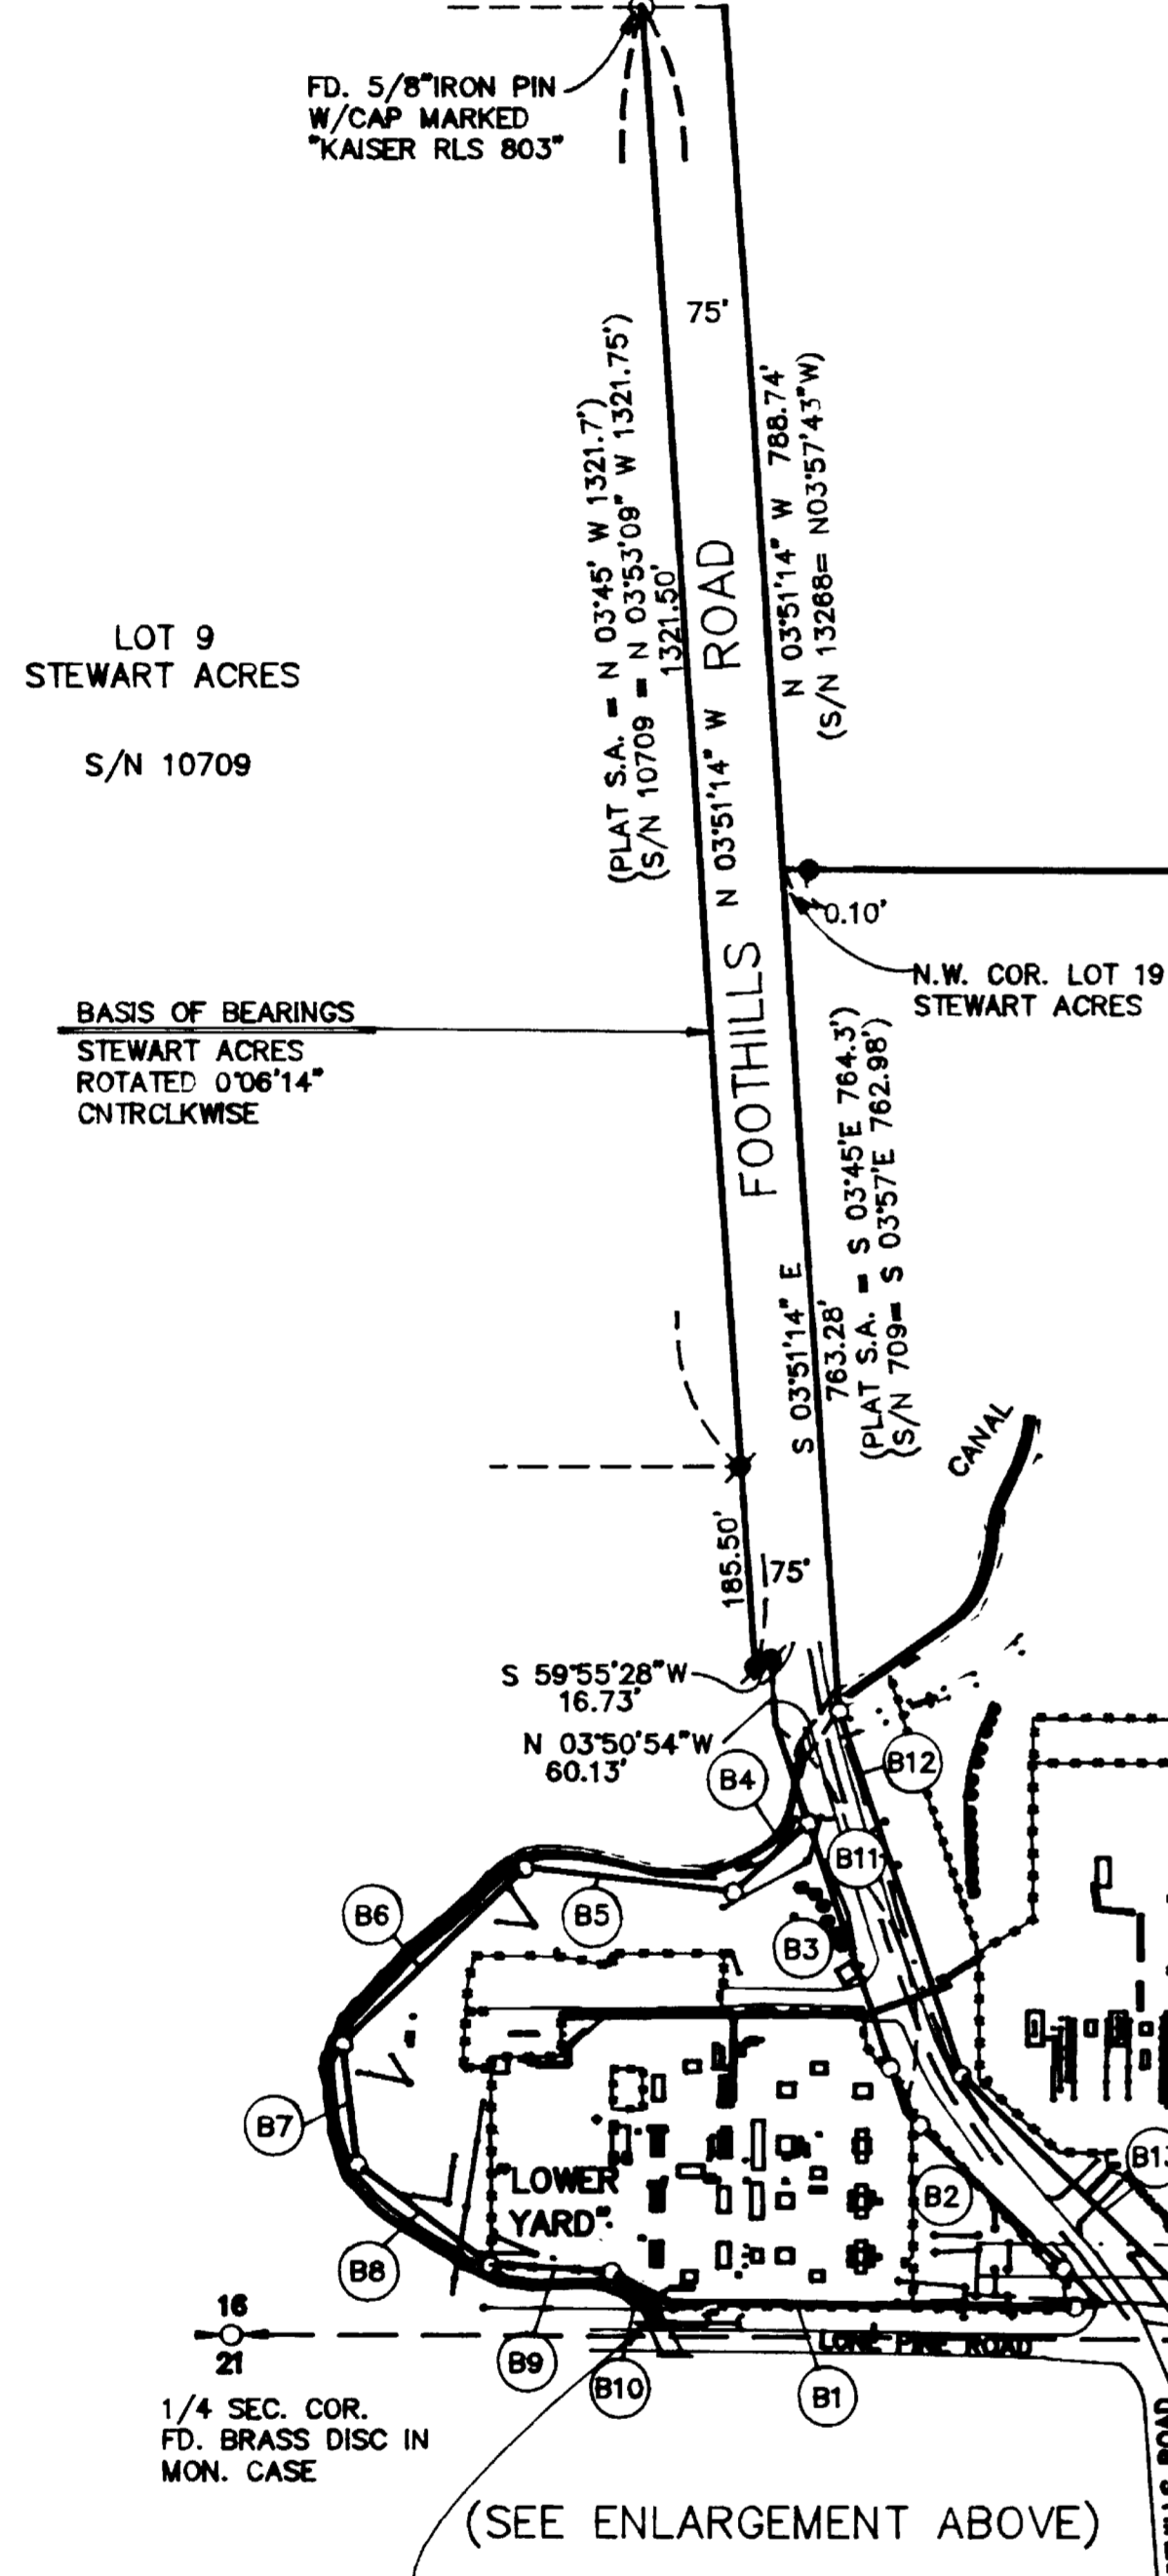 FD. 5/8" IRON PIN
W/CAP MARKED
"KAISER RLS 803"
75'
(PLAT S.A. = N 03°45' W 1321.7')
(S/N 10709 = N 03°53'09" W 1321.75')
1321.50'
N 03°51'14" W
FOOTHILLS ROAD
N 03°51'14" W 788.74'
(S/N 13268= N03°57'43"W)
LOT 9
STEWART ACRES
S/N 10709
0.10'
N.W. COR. LOT 19
STEWART ACRES
BASIS OF BEARINGS
STEWART ACRES
ROTATED 0°06'14"
CNTRCLKWISE
S 03°51'14" E
763.28'
(PLAT S.A. = S 03°45'E 764.3')
(S/N 709= S 03°57'E 762.98')
CANAL
185.50'
75'
S 59°55'28"W
16.73'
N 03°50'54"W
60.13'
B4
B12
B11
B6
B5
B3
B7
"LOWER
YARD"
B2
B8
16
21
LONE PINE ROAD
B9
B10
B1
1/4 SEC. COR.
FD. BRASS DISC IN
MON. CASE
(SEE ENLARGEMENT ABOVE)
ROAD